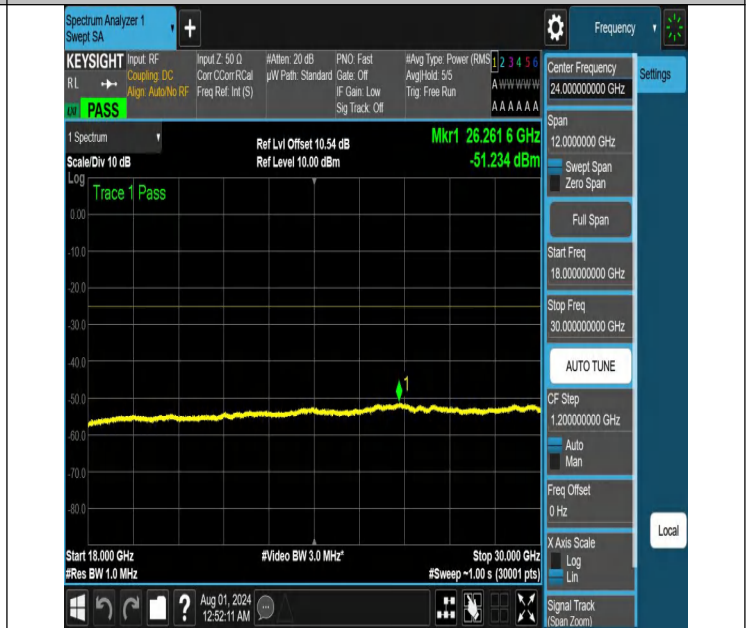 Spectrum Analyzer 1
Swept SA
+
Frequency
KEYSIGHT
RL
PASS
Input: RF
Coupling: DC
Align: Auto/No RF
Input Z: 50 Ω
Corr CCorr RCal
Freq Ref: Int (S)
#Atten: 20 dB
µW Path: Standard
PNO: Fast
Gate: Off
IF Gain: Low
Sig Track: Off
#Avg Type: Power (RMS
Avg|Hold: 5/5
Trig: Free Run
1 2 3 4 5 6
A W W W W W
A A A A A A
1 Spectrum
Scale/Div 10 dB
Ref Lvl Offset 10.54 dB
Ref Level 10.00 dBm
Mkr1 26.261 6 GHz
-51.234 dBm
Log
Trace 1 Pass
0.00
-10.0
-20.0
-30.0
-40.0
-50.0
-60.0
-70.0
-80.0
1
Start 18.000 GHz
#Res BW 1.0 MHz
#Video BW 3.0 MHz*
Stop 30.000 GHz
#Sweep ~1.00 s (30001 pts)
?
Aug 01, 2024
12:52:11 AM
Center Frequency
24.000000000 GHz
Span
12.0000000 GHz
Swept Span
Zero Span
Full Span
Start Freq
18.000000000 GHz
Stop Freq
30.000000000 GHz
AUTO TUNE
CF Step
1.200000000 GHz
Auto
Man
Freq Offset
0 Hz
X Axis Scale
Log
Lin
Signal Track
(Span Zoom)
Settings
Local